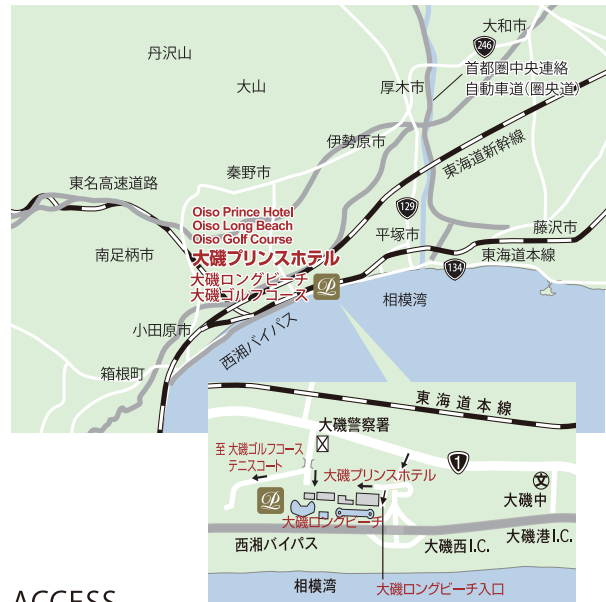 大和市
246
丹沢山
首都圏中央連絡
自動車道(圏央道)
大山
厚木市
伊勢原市
東海道新幹線
秦野市
東名高速道路
129
Oiso Prince Hotel
Oiso Long Beach
Oiso Golf Course
大磯プリンスホテル
大磯ロングビーチ
大磯ゴルフコース
南足柄市
平塚市
藤沢市
東海道本線
134
相模湾
小田原市
西湘バイパス
箱根町
東海道本線
大磯警察署
至 大磯ゴルフコース
テニスコート
大磯プリンスホテル
1
文
大磯中
大磯ロングビーチ
西湘バイパス
大磯西I.C.
大磯港I.C.
相模湾
大磯ロングビーチ入口
ACCESS